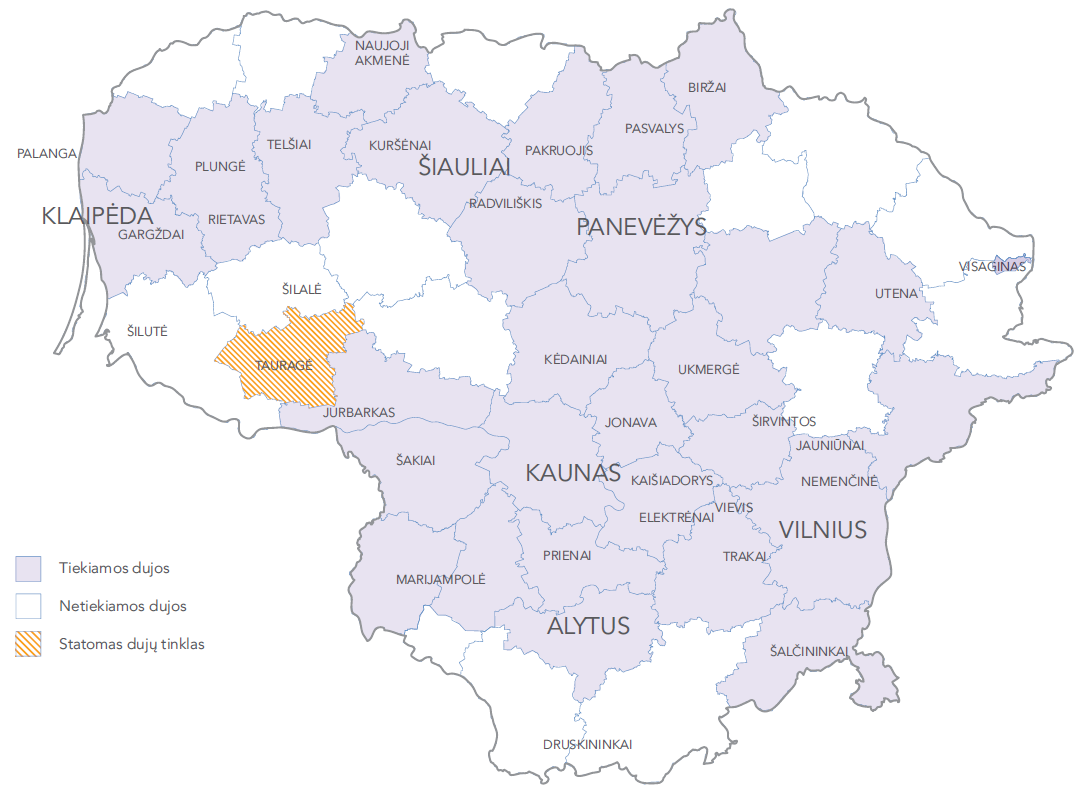 NAUJOJI
AKMENĖ
BIRŽAI
PASVALYS
TELŠIAI
KURŠĖNAI
PAKRUOJIS
PALANGA
PLUNGĖ
ŠIAULIAI
RADVILIŠKIS
KLAIPĖDA
RIETAVAS
GARGŽDAI
PANEVĖŽYS
VISAGINAS
ŠILALĖ
UTENA
ŠILUTĖ
TAURAGĖ
KĖDAINIAI
UKMERGĖ
JURBARKAS
JONAVA
ŠIRVINTOS
JAUNIŪNAI
ŠAKIAI
KAUNAS
KAIŠIADORYS
NEMENČINĖ
VIEVIS
ELEKTRĖNAI
VILNIUS
PRIENAI
TRAKAI
MARIJAMPOLĖ
ALYTUS
ŠALČININKAI
DRUSKININKAI
Tiekiamos dujos
Netiekiamos dujos
Statomas dujų tinklas